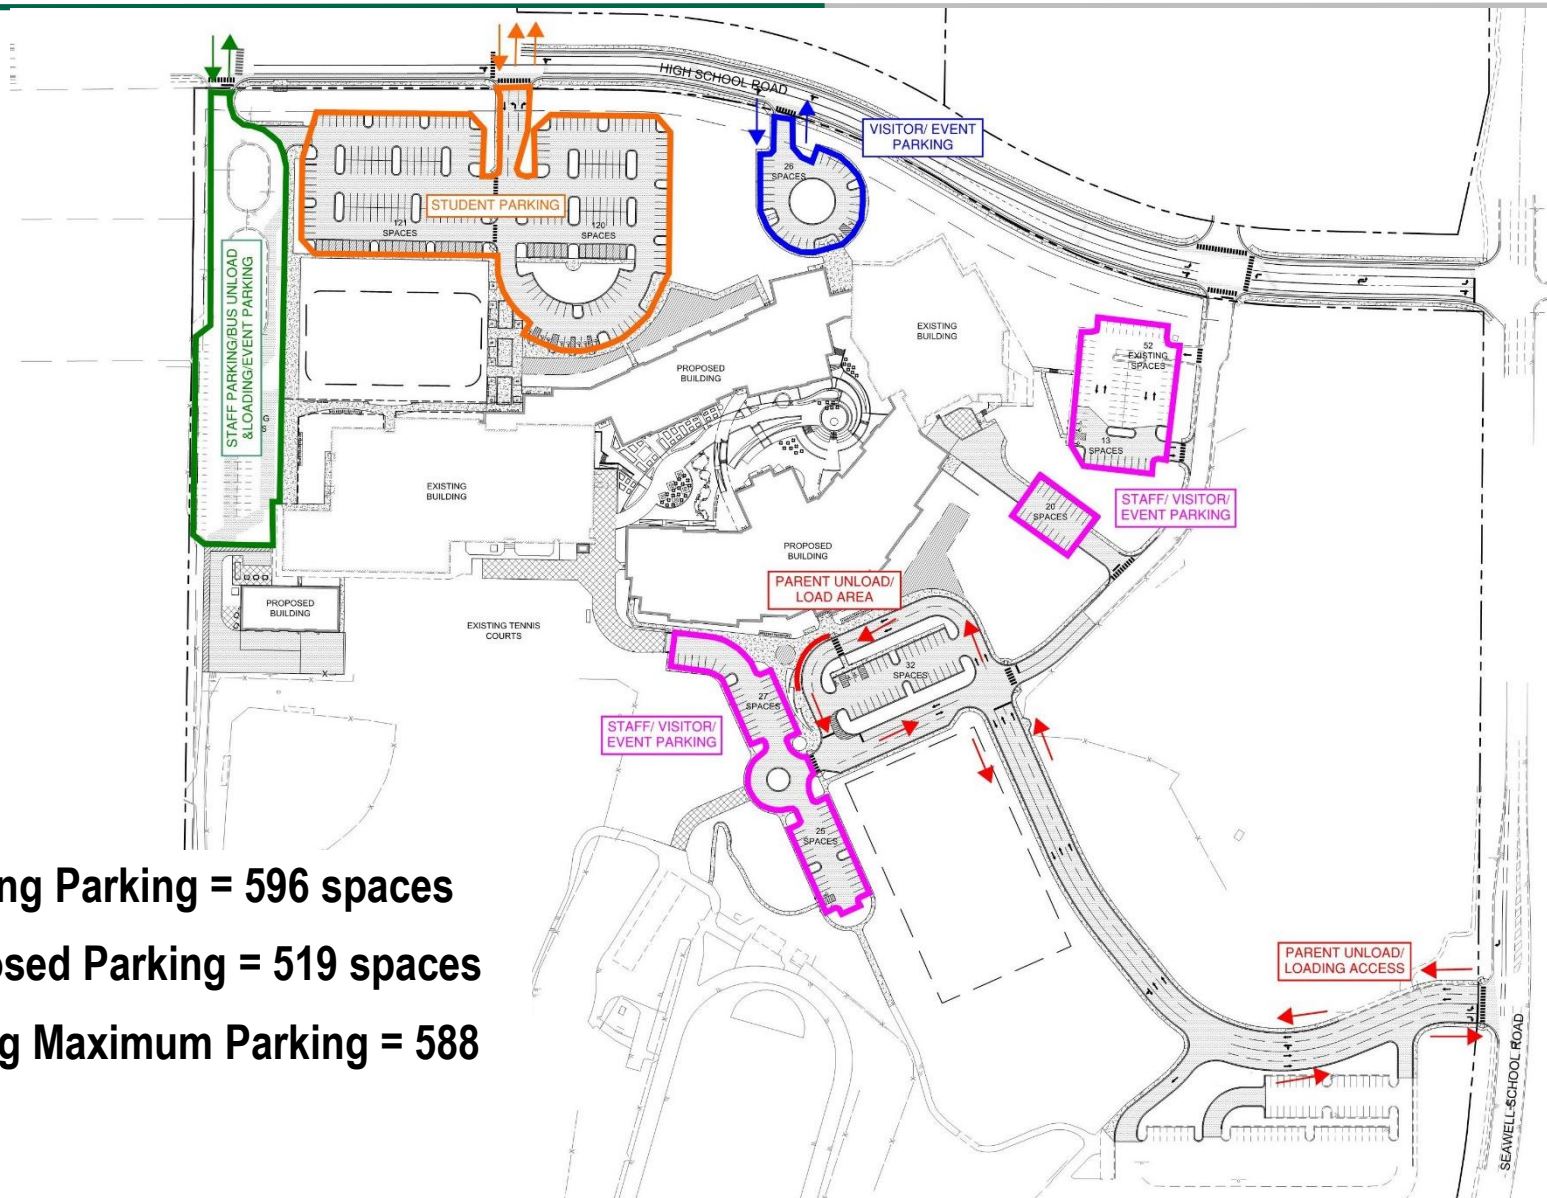 HIGH SCHOOL ROAD
VISITOR/ EVENT
PARKING
26
SPACES
STUDENT PARKING
121
SPACES
120
SPACES
STAFF PARKING/BUS UNLOAD
&LOADING/EVENT PARKING
EXISTING
BUILDING
52
EXISTING
SPACES
PROPOSED
BUILDING
13
SPACES
EXISTING
BUILDING
STAFF/ VISITOR/
EVENT PARKING
20
SPACES
PROPOSED
BUILDING
PARENT UNLOAD/
LOAD AREA
PROPOSED
BUILDING
EXISTING TENNIS
COURTS
32
SPACES
27
SPACES
STAFF/ VISITOR/
EVENT PARKING
25
SPACES
ng Parking = 596 spaces
osed Parking = 519 spaces
g Maximum Parking = 588
PARENT UNLOAD/
LOADING ACCESS
SEAWELL SCHOOL ROAD